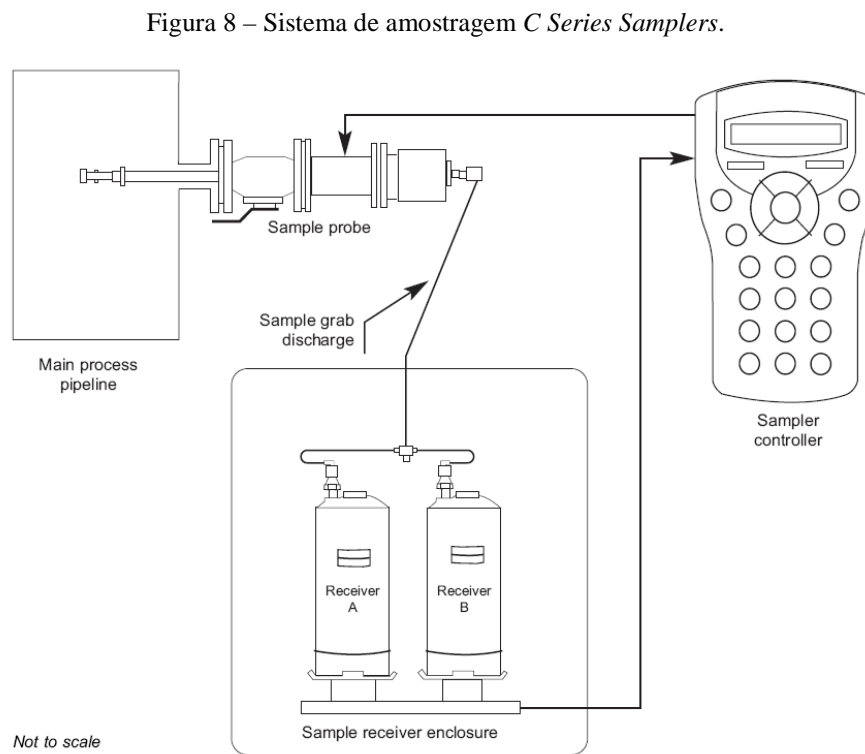 Figura 8 – Sistema de amostragem C Series Samplers.
Sample probe
Sample grab
discharge
Main process
pipeline
Sampler
controller
Receiver
A
Receiver
B
Sample receiver enclosure
Not to scale